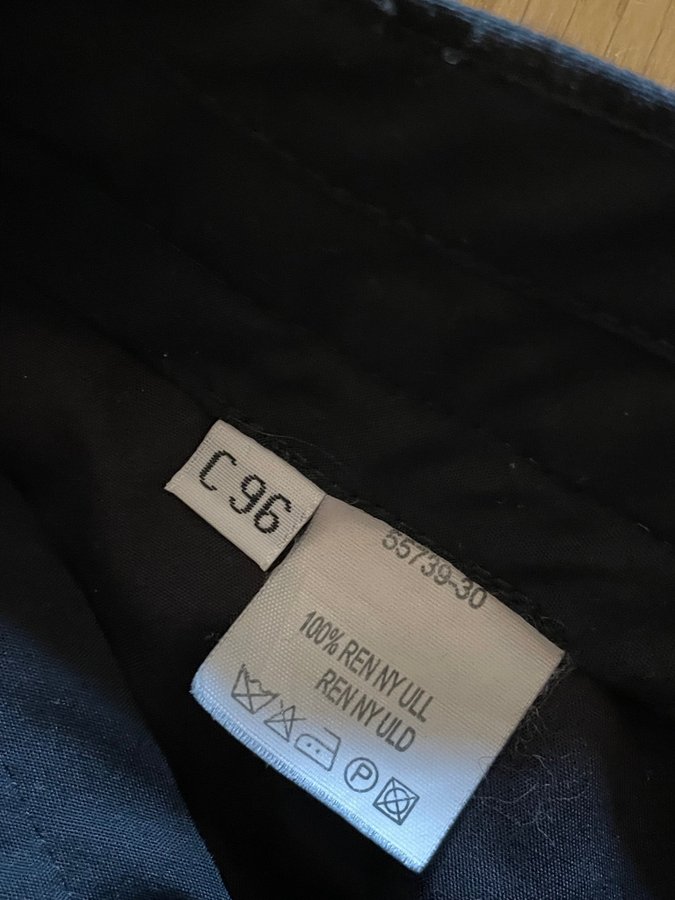 C 96
55739-30
100% REN NY ULL
REN NY ULD
P